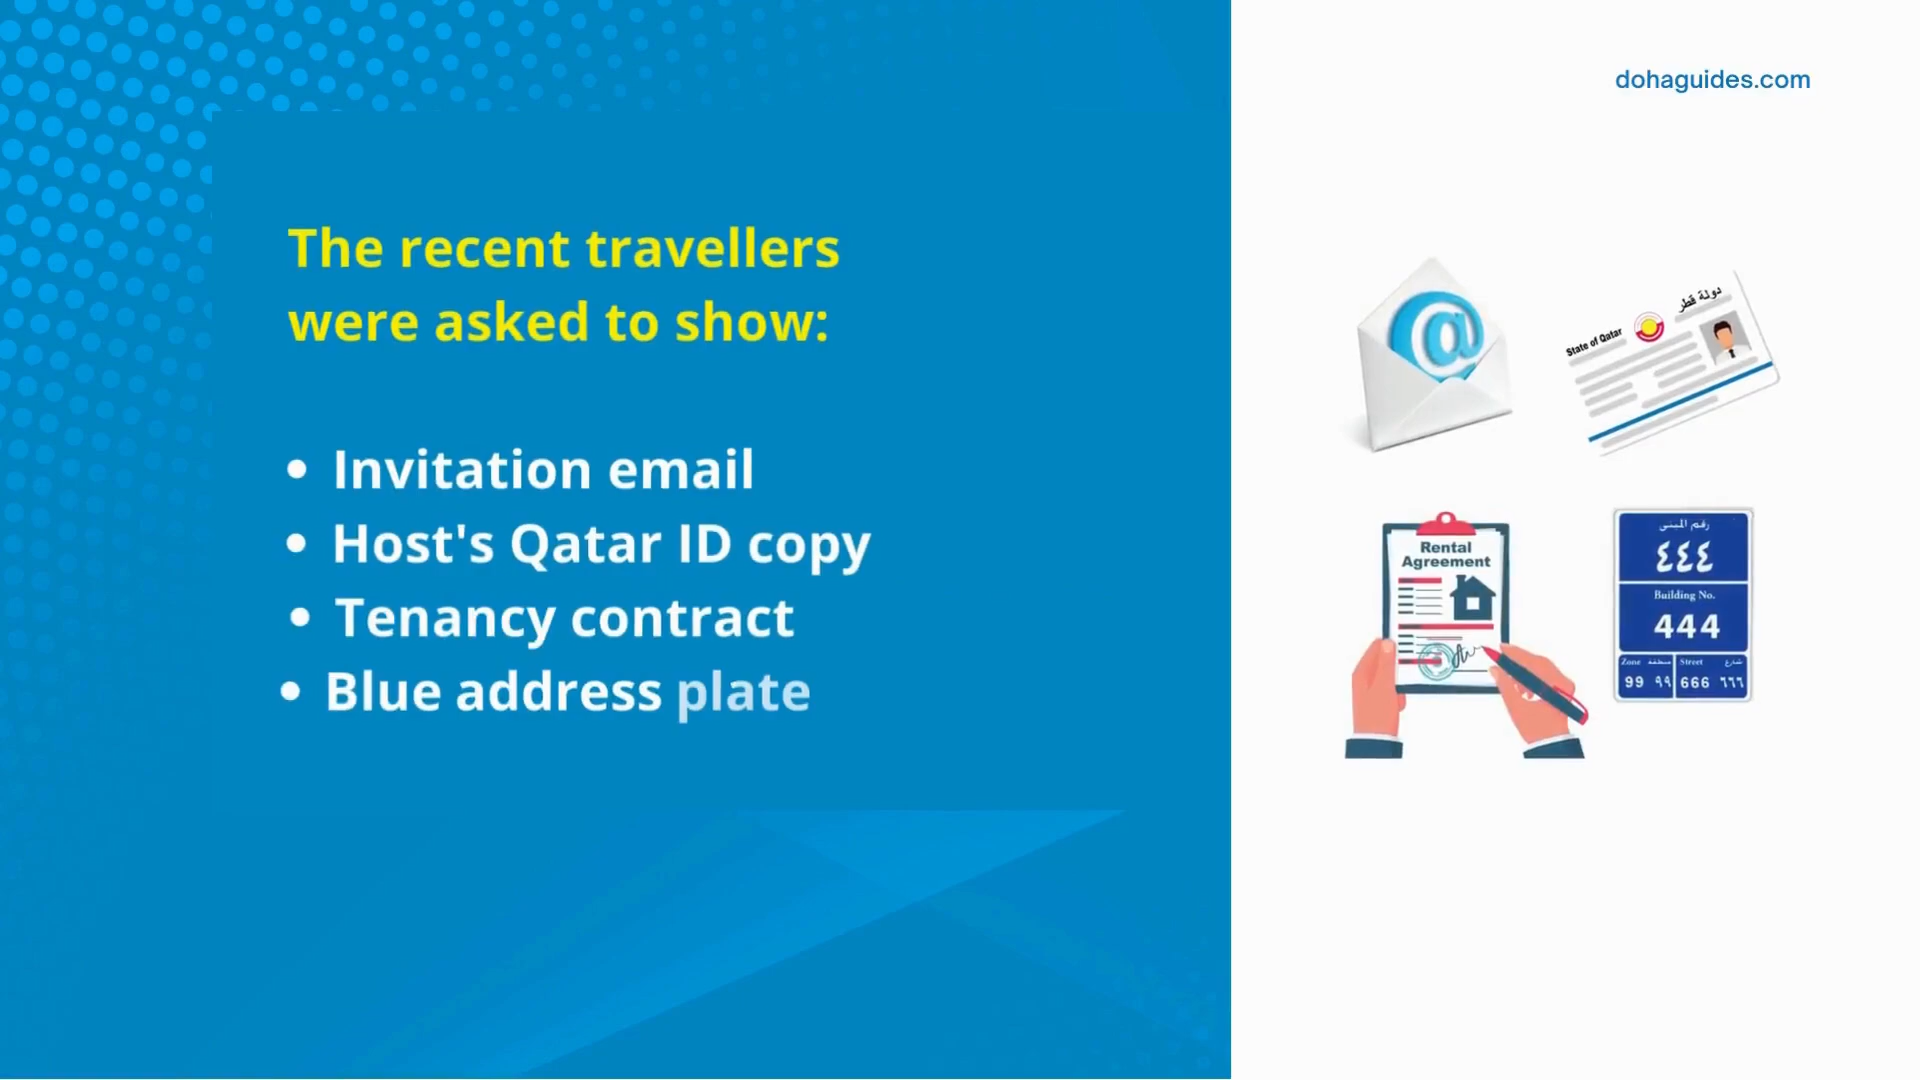 dohaguides.com
The recent travellers
were asked to show:
• Invitation email
• Host's Qatar ID copy
• Tenancy contract
• Blue address plate
State of Qatar
دولة قطر
Rental
Agreement
رقم المبنى
٤٤٤
Building No.
444
Zone منطقة Street شارع
99 ٩٩ 666 ٦٦٦